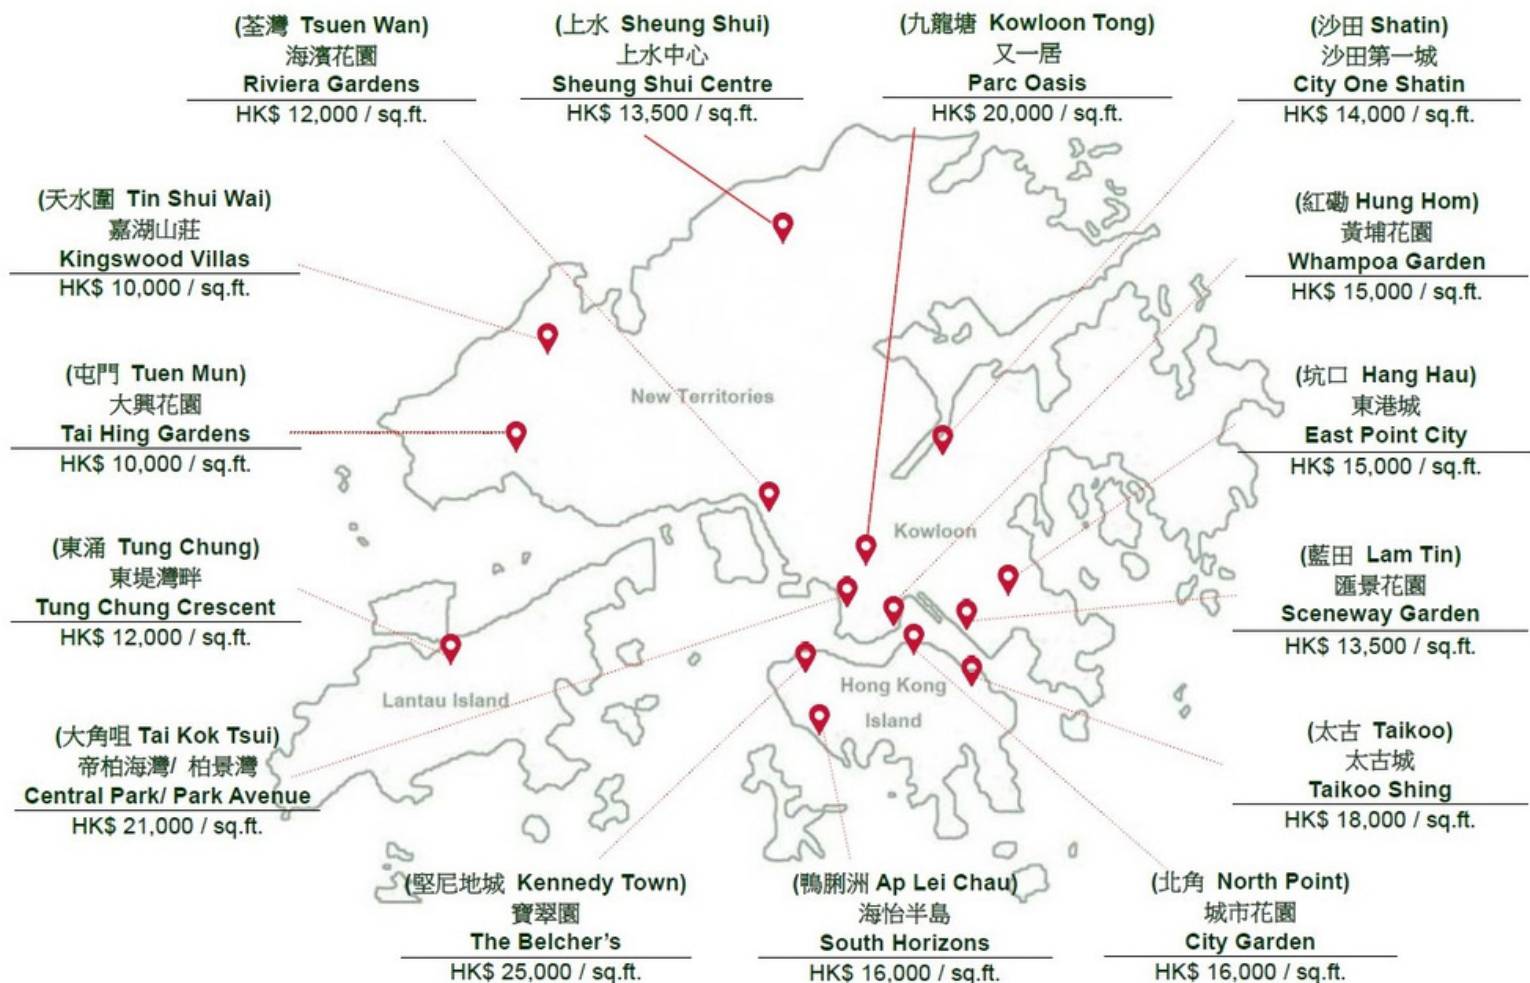 (荃灣 Tsuen Wan)
海濱花園
Riviera Gardens
HK$ 12,000 / sq.ft.
(上水 Sheung Shui)
上水中心
Sheung Shui Centre
HK$ 13,500 / sq.ft.
(九龍塘 Kowloon Tong)
又一居
Parc Oasis
HK$ 20,000 / sq.ft.
(沙田 Shatin)
沙田第一城
City One Shatin
HK$ 14,000 / sq.ft.
(天水圍 Tin Shui Wai)
嘉湖山莊
Kingswood Villas
HK$ 10,000 / sq.ft.
(紅磡 Hung Hom)
黃埔花園
Whampoa Garden
HK$ 15,000 / sq.ft.
(屯門 Tuen Mun)
大興花園
Tai Hing Gardens
HK$ 10,000 / sq.ft.
New Territories
(坑口 Hang Hau)
東港城
East Point City
HK$ 15,000 / sq.ft.
Kowloon
(東涌 Tung Chung)
東堤灣畔
Tung Chung Crescent
HK$ 12,000 / sq.ft.
(藍田 Lam Tin)
匯景花園
Sceneway Garden
HK$ 13,500 / sq.ft.
Lantau Island
Hong Kong
Island
(大角咀 Tai Kok Tsui)
帝柏海灣/ 柏景灣
Central Park/ Park Avenue
HK$ 21,000 / sq.ft.
(太古 Taikoo)
太古城
Taikoo Shing
HK$ 18,000 / sq.ft.
(堅尼地城 Kennedy Town)
寶翠園
The Belcher’s
HK$ 25,000 / sq.ft.
(鴨脷洲 Ap Lei Chau)
海怡半島
South Horizons
HK$ 16,000 / sq.ft.
(北角 North Point)
城市花園
City Garden
HK$ 16,000 / sq.ft.